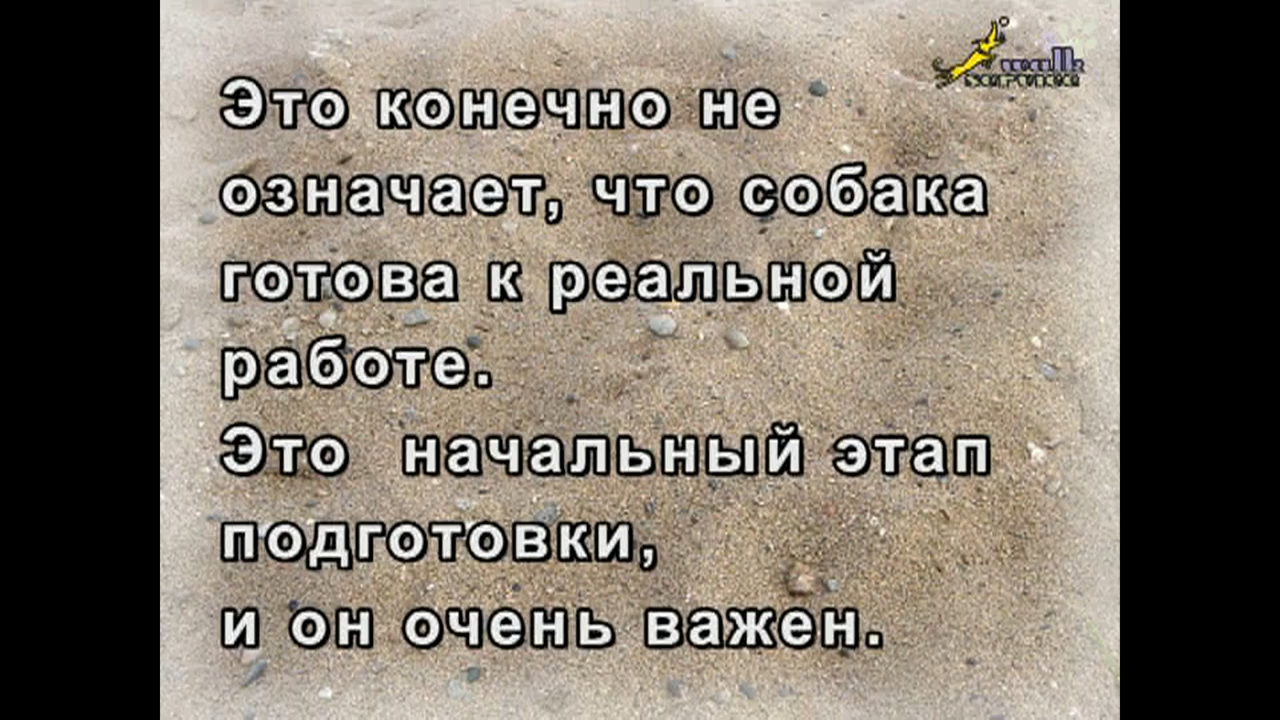 Это конечно не
означает, что собака
готова к реальной
работе.
Это  начальный этап
подготовки,
и он очень важен.